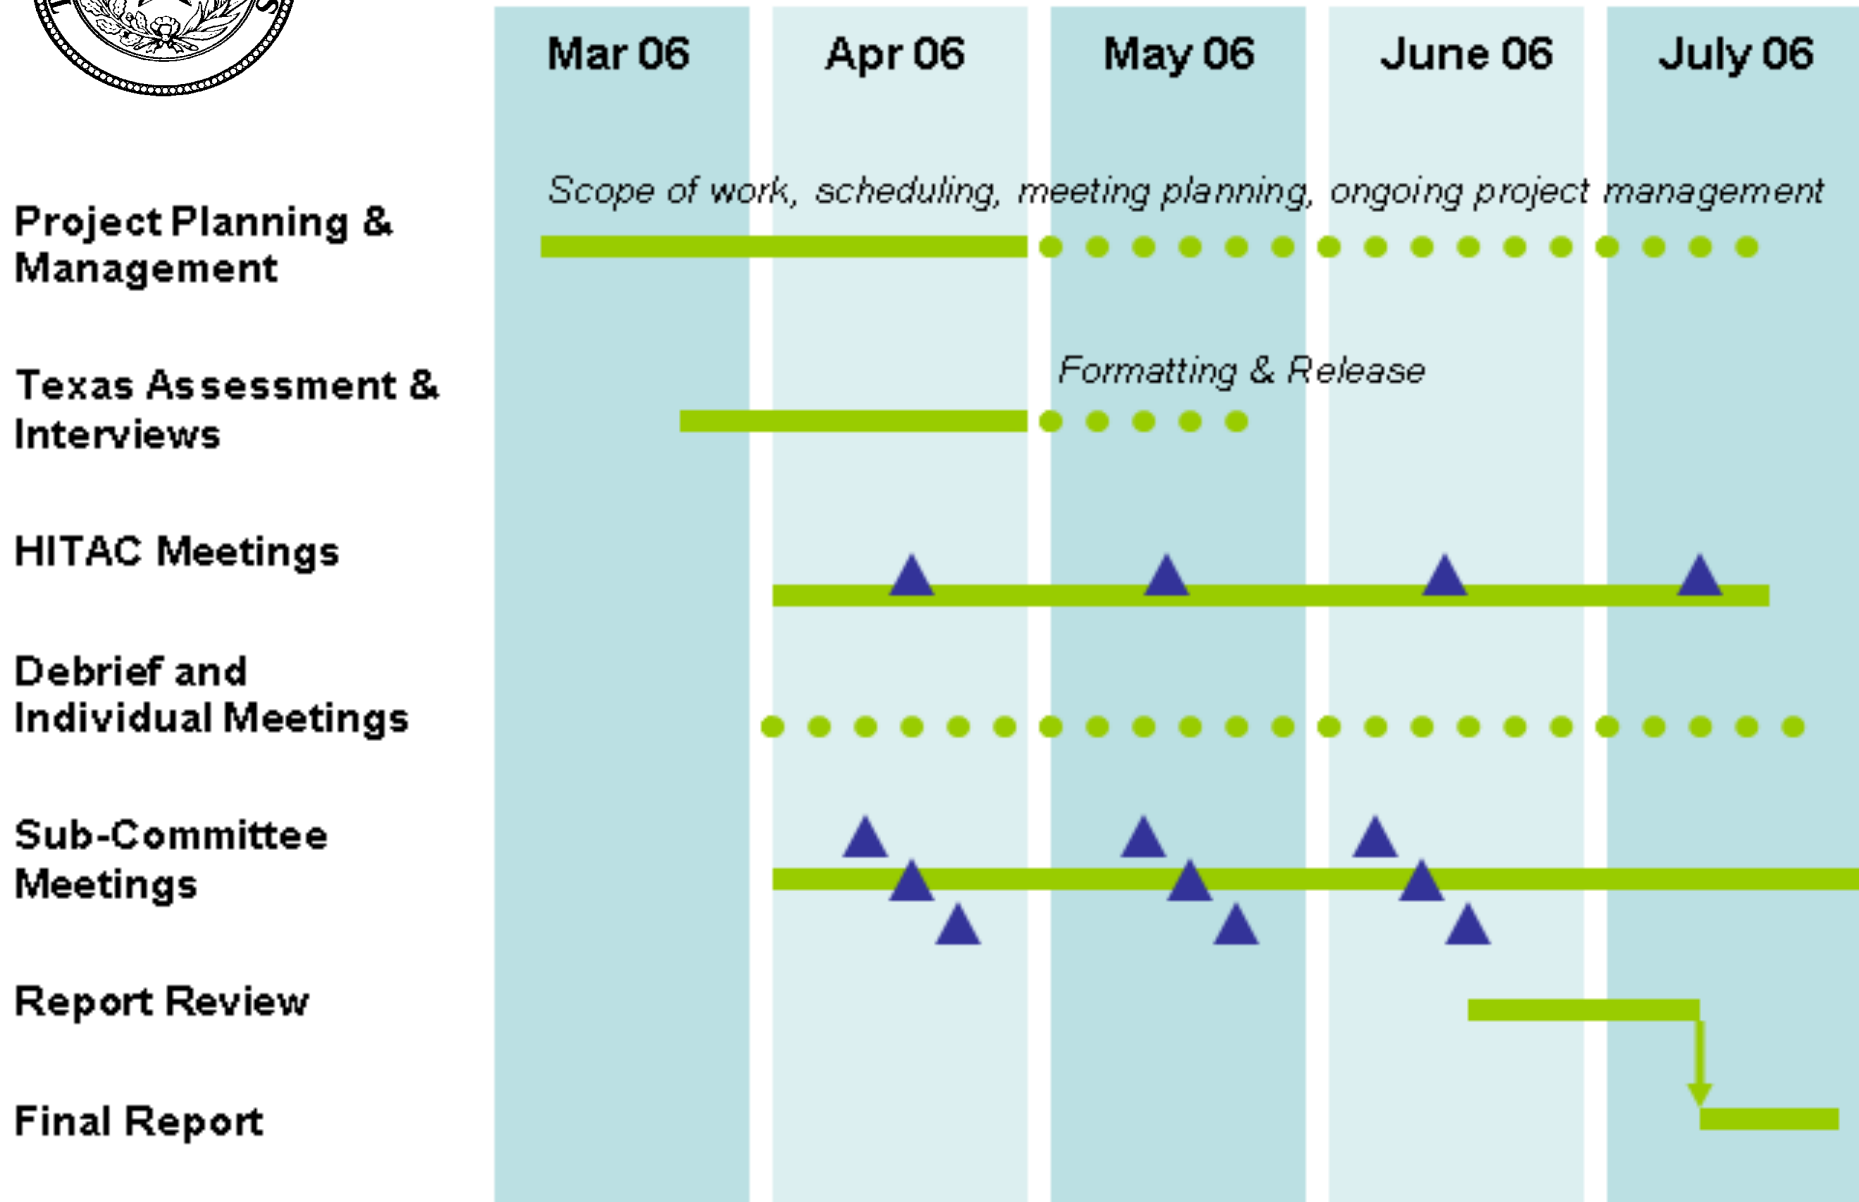 Mar 06 Apr 06 May 06 June 06 July 06
Scope of work, scheduling, meeting planning, ongoing project management
Project Planning &
Management
Formatting & Release
Texas Assessment &
Interviews
HITAC Meetings
Debrief and
Individual Meetings
Sub-Committee
Meetings
Report Review
Final Report